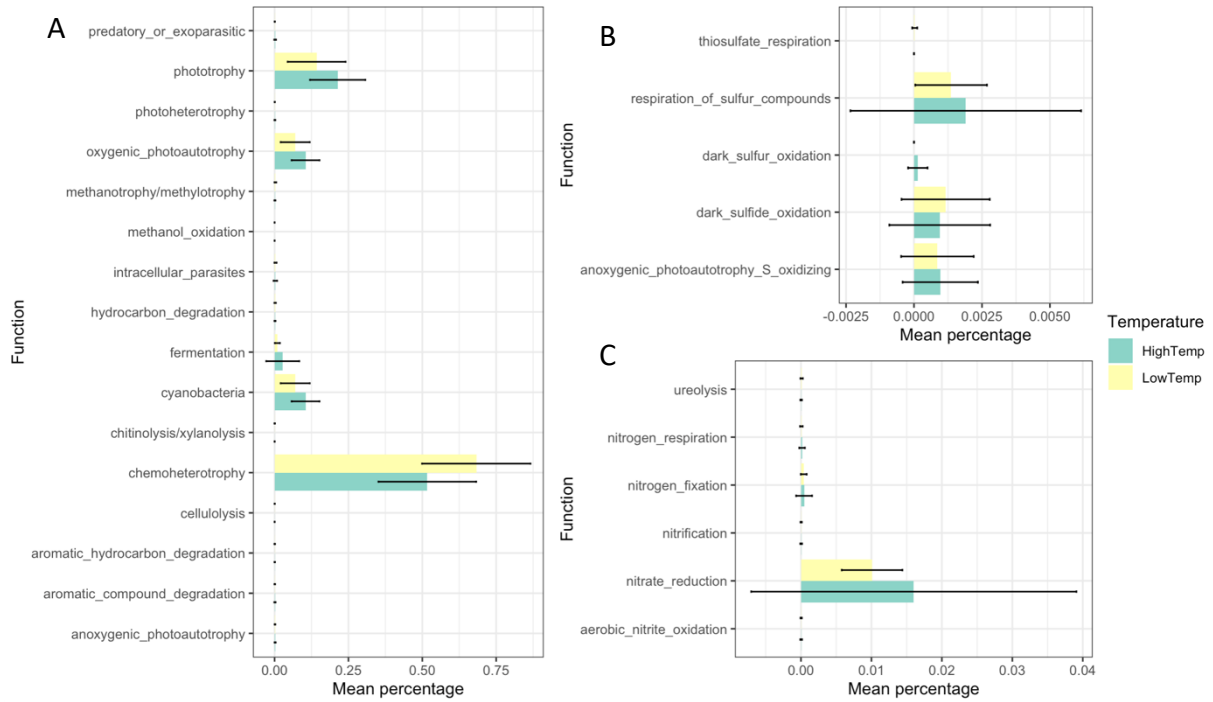 A
Function
predatory_or_exoparasitic
phototrophy
photoheterotrophy
oxygenic_photoautotrophy
methanotrophy/methylotrophy
methanol_oxidation
intracellular_parasites
hydrocarbon_degradation
fermentation
cyanobacteria
chitinolysis/xylanolysis
chemoheterotrophy
cellulolysis
aromatic_hydrocarbon_degradation
aromatic_compound_degradation
anoxygenic_photoautotrophy
0.00 0.25 0.50 0.75
Mean percentage
B
Function
thiosulfate_respiration
respiration_of_sulfur_compounds
dark_sulfur_oxidation
dark_sulfide_oxidation
anoxygenic_photoautotrophy_S_oxidizing
-0.0025 0.0000 0.0025 0.0050
Mean percentage
C
Function
ureolysis
nitrogen_respiration
nitrogen_fixation
nitrification
nitrate_reduction
aerobic_nitrite_oxidation
0.00 0.01 0.02 0.03 0.04
Mean percentage
Temperature
HighTemp
LowTemp